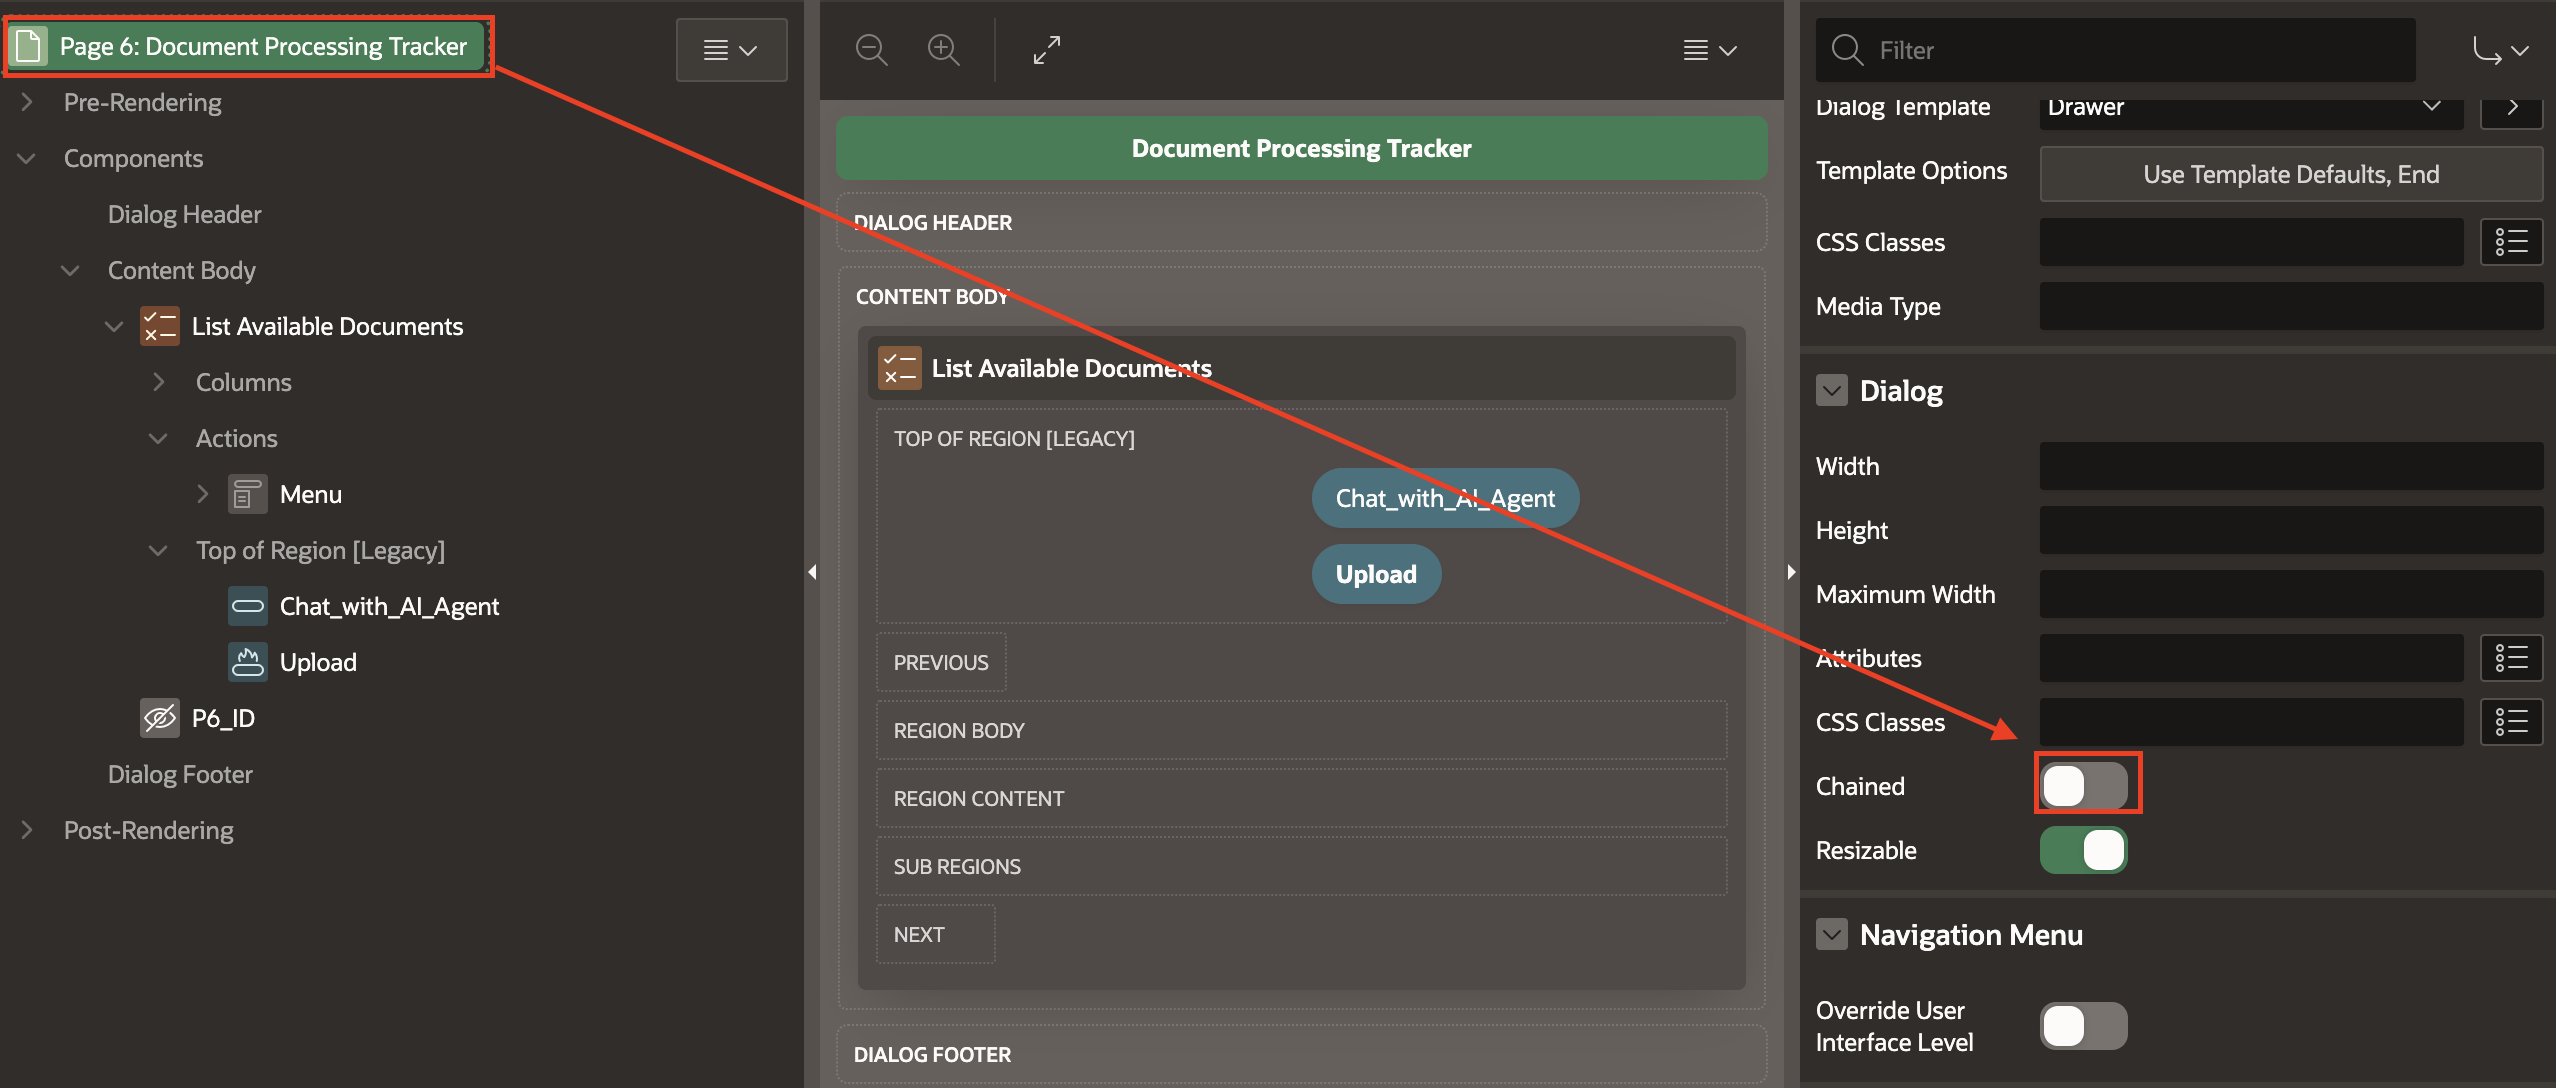 Page 6: Document Processing Tracker
Pre-Rendering
Components
Dialog Header
Content Body
List Available Documents
Columns
Actions
Menu
Top of Region [Legacy]
Chat_with_AI_Agent
Upload
P6_ID
Dialog Footer
Post-Rendering
Document Processing Tracker
DIALOG HEADER
CONTENT BODY
List Available Documents
TOP OF REGION [LEGACY]
Chat_with_AI_Agent
Upload
PREVIOUS
REGION BODY
REGION CONTENT
SUB REGIONS
NEXT
DIALOG FOOTER
Filter
Dialog Template
Drawer
Template Options
Use Template Defaults, End
CSS Classes
Media Type
Dialog
Width
Height
Maximum Width
Attributes
CSS Classes
Chained
Resizable
Navigation Menu
Override User
Interface Level